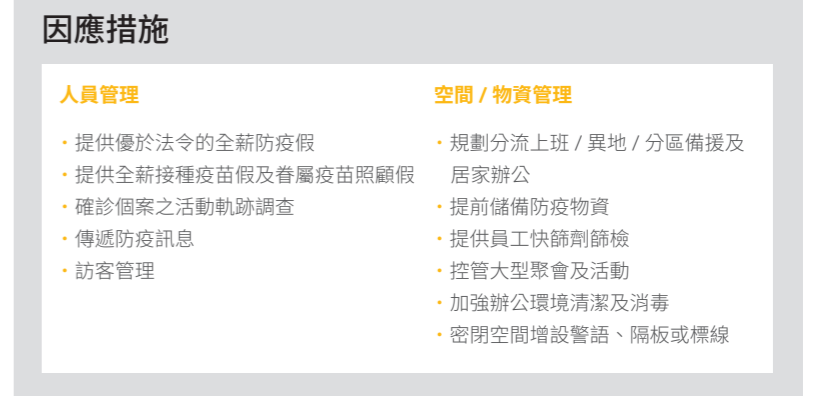 因應措施
人員管理
・提供優於法令的全薪防疫假
・提供全薪接種疫苗假及眷屬疫苗照顧假
・確診個案之活動軌跡調查
・傳遞防疫訊息
・訪客管理
空間 / 物資管理
・規劃分流上班 / 異地 / 分區備援及
居家辦公
・提前儲備防疫物資
・提供員工快篩劑篩檢
・控管大型聚會及活動
・加強辦公環境清潔及消毒
・密閉空間增設警語、隔板或標線